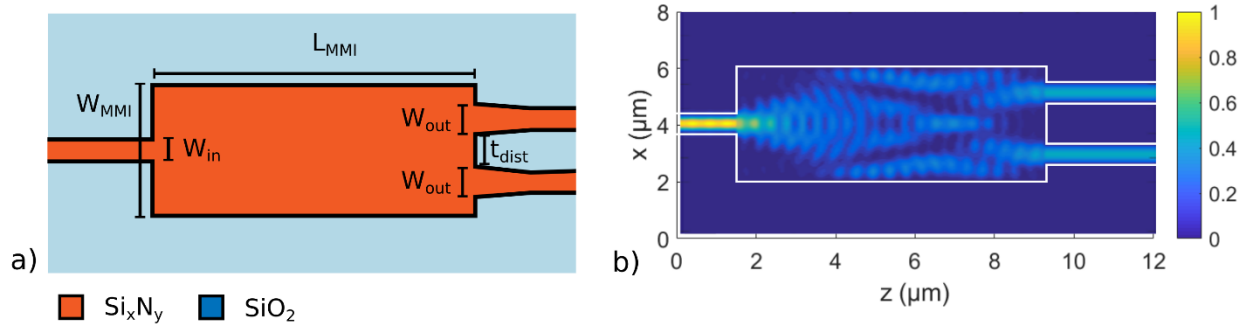 L_MMI
W_MMI
W_in
W_out
t_dist
W_out
a)
Si_xN_y
SiO_2
8
6
4
2
0
x (µm)
0 2 4 6 8 10 12
z (µm)
1
0.8
0.6
0.4
0.2
0
b)